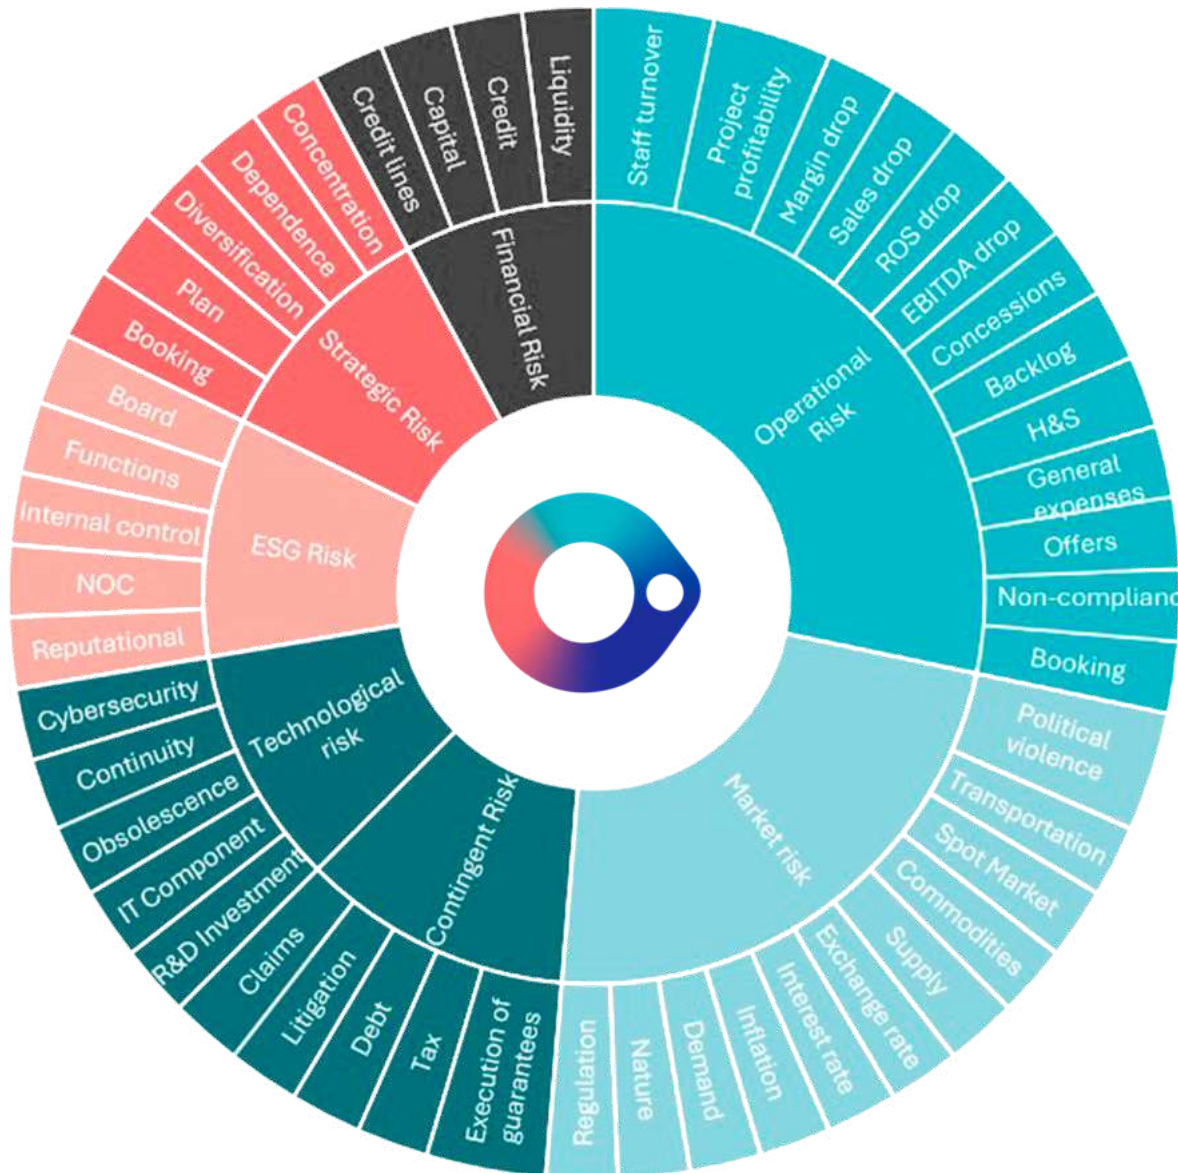 Staff turnover
Project
profitability
Margin drop
Sales drop
ROS drop
EBITDA drop
Concessions
Backlog
H&S
General
expenses
Offers
Non-complianc
Booking
Operational
Risk
Political
violence
Transportation
Spot Market
Commodities
Supply
Exchange rate
Interest rate
Inflation
Demand
Nature
Regulation
Market risk
Execution of
guarantees
Tax
Debt
Litigation
Claims
Contingent Risk
R&D Investment
IT Component
Obsolescence
Continuity
Cybersecurity
Technological
risk
Reputational
NOC
Internal control
Functions
Board
ESG Risk
Booking
Plan
Diversification
Dependence
Concentration
Strategic Risk
Credit lines
Capital
Credit
Liquidity
Financial Risk